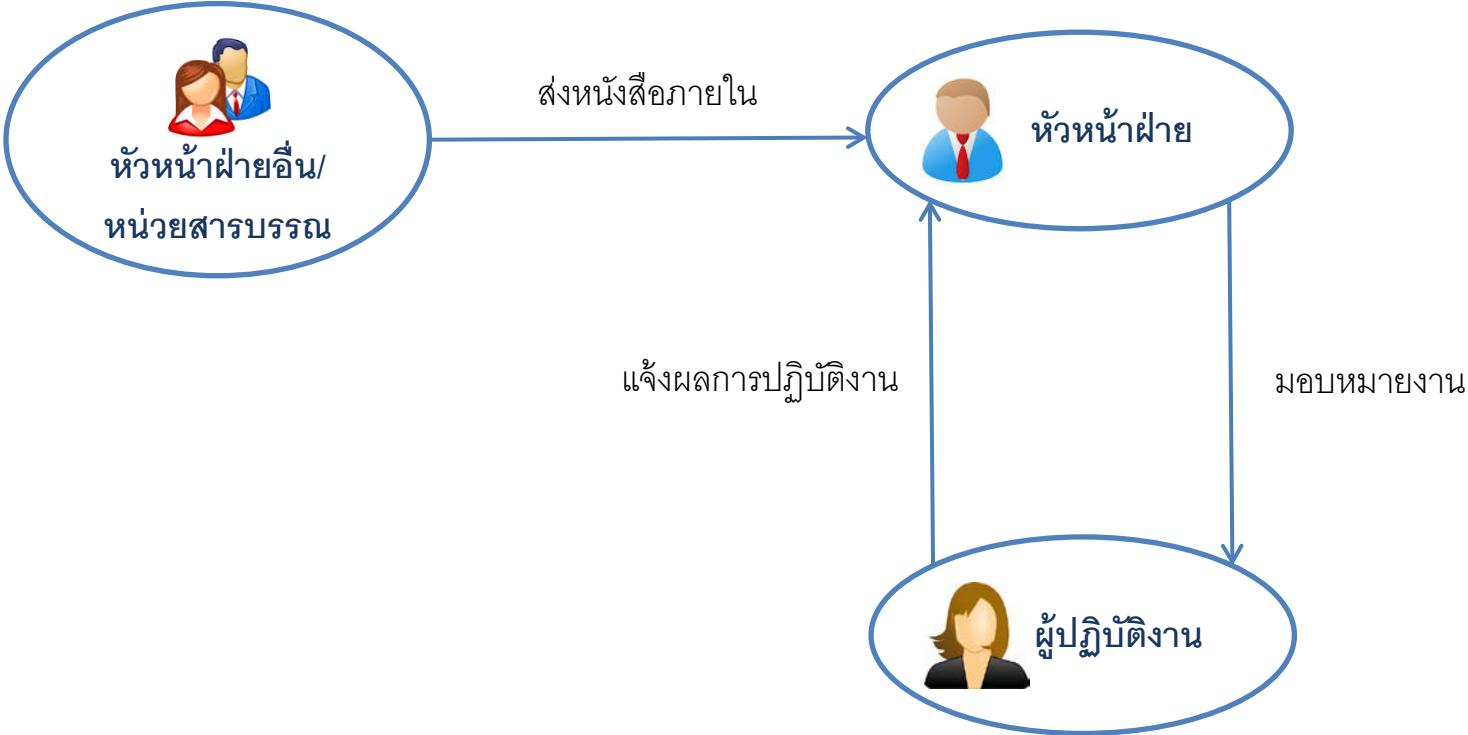 ส่งหนังสือภายใน
หัวหน้าฝ่าย
หัวหน้าฝ่ายอื่น/
หน่วยสารบรรณ
แจ้งผลการปฏิบัติงาน
มอบหมายงาน
ผู้ปฏิบัติงาน